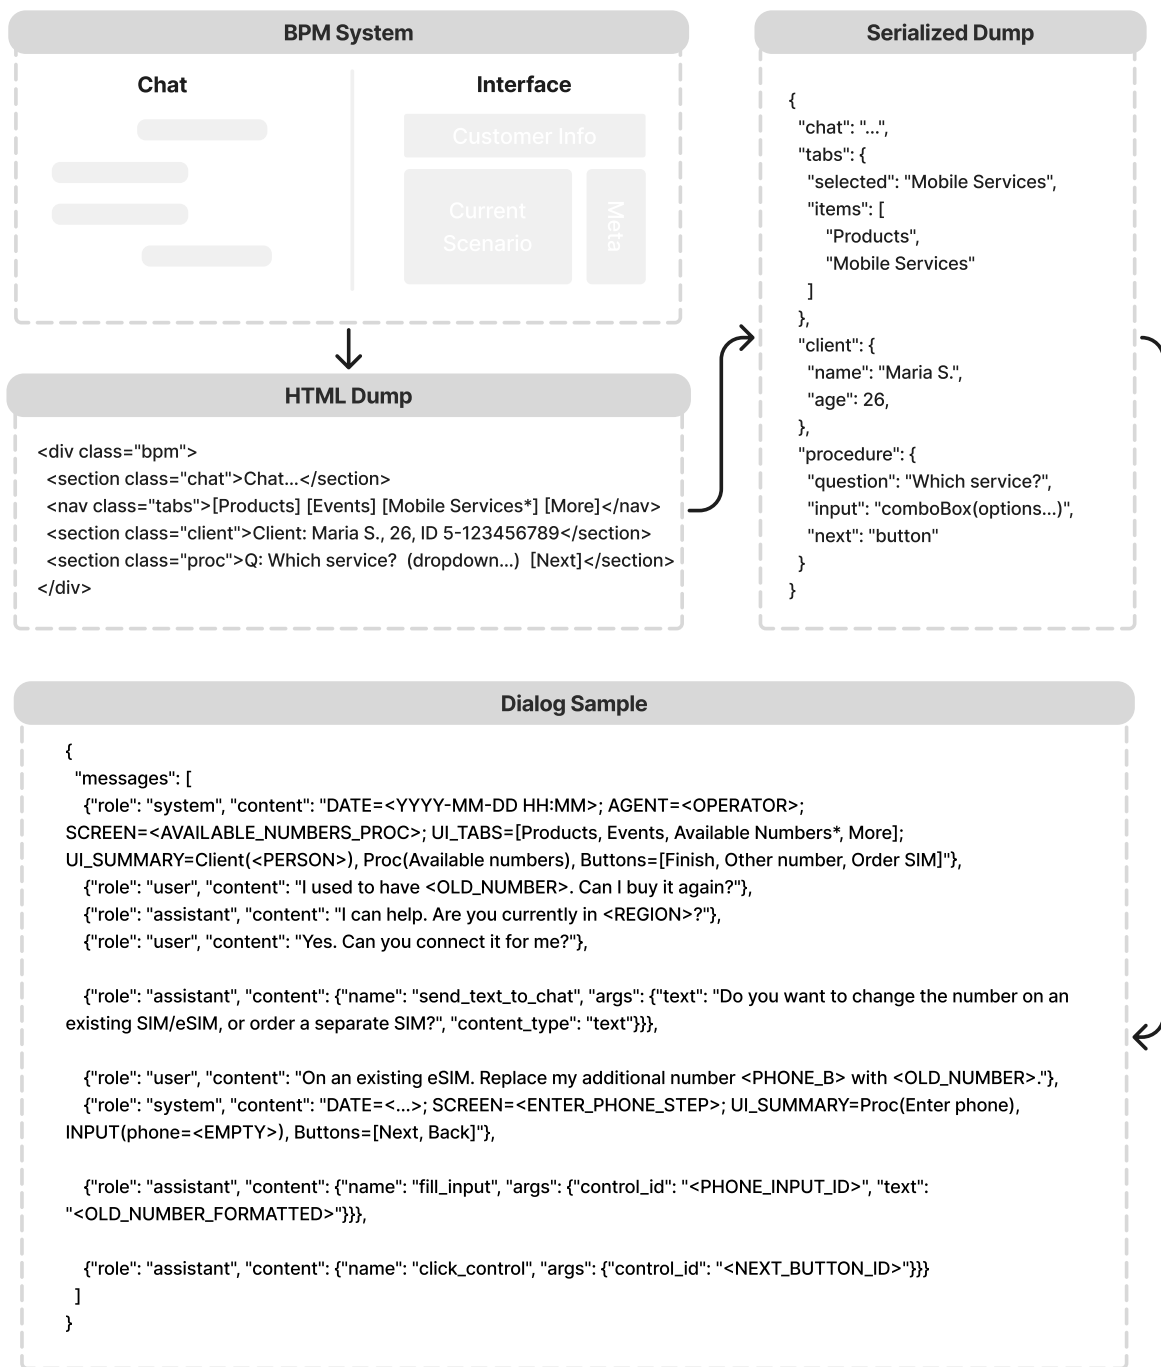 BPM System
Chat
Interface
Customer Info
Current
Scenario
Meta
HTML Dump
<div class="bpm">
<section class="chat">Chat...</section>
<nav class="tabs">[Products] [Events] [Mobile Services*] [More]</nav>
<section class="client">Client: Maria S., 26, ID 5-123456789</section>
<section class="proc">Q: Which service?  (dropdown...)  [Next]</section>
</div>
Serialized Dump
{
"chat": "...",
"tabs": {
"selected": "Mobile Services",
"items": [
"Products",
"Mobile Services"
]
},
"client": {
"name": "Maria S.",
"age": 26,
},
"procedure": {
"question": "Which service?",
"input": "comboBox(options...)",
"next": "button"
}
}
Dialog Sample
{
"messages": [
{"role": "system", "content": "DATE=<YYYY-MM-DD HH:MM>; AGENT=<OPERATOR>;
SCREEN=<AVAILABLE_NUMBERS_PROC>; UI_TABS=[Products, Events, Available Numbers*, More];
UI_SUMMARY=Client(<PERSON>), Proc(Available numbers), Buttons=[Finish, Other number, Order SIM]"},
{"role": "user", "content": "I used to have <OLD_NUMBER>. Can I buy it again?"},
{"role": "assistant", "content": "I can help. Are you currently in <REGION>?"},
{"role": "user", "content": "Yes. Can you connect it for me?"},
{"role": "assistant", "content": {"name": "send_text_to_chat", "args": {"text": "Do you want to change the number on an
existing SIM/eSIM, or order a separate SIM?", "content_type": "text"}}},
{"role": "user", "content": "On an existing eSIM. Replace my additional number <PHONE_B> with <OLD_NUMBER>."},
{"role": "system", "content": "DATE=<...>; SCREEN=<ENTER_PHONE_STEP>; UI_SUMMARY=Proc(Enter phone),
INPUT(phone=<EMPTY>), Buttons=[Next, Back]"},
{"role": "assistant", "content": {"name": "fill_input", "args": {"control_id": "<PHONE_INPUT_ID>", "text":
"<OLD_NUMBER_FORMATTED>"}}},
{"role": "assistant", "content": {"name": "click_control", "args": {"control_id": "<NEXT_BUTTON_ID>"}}}
]
}